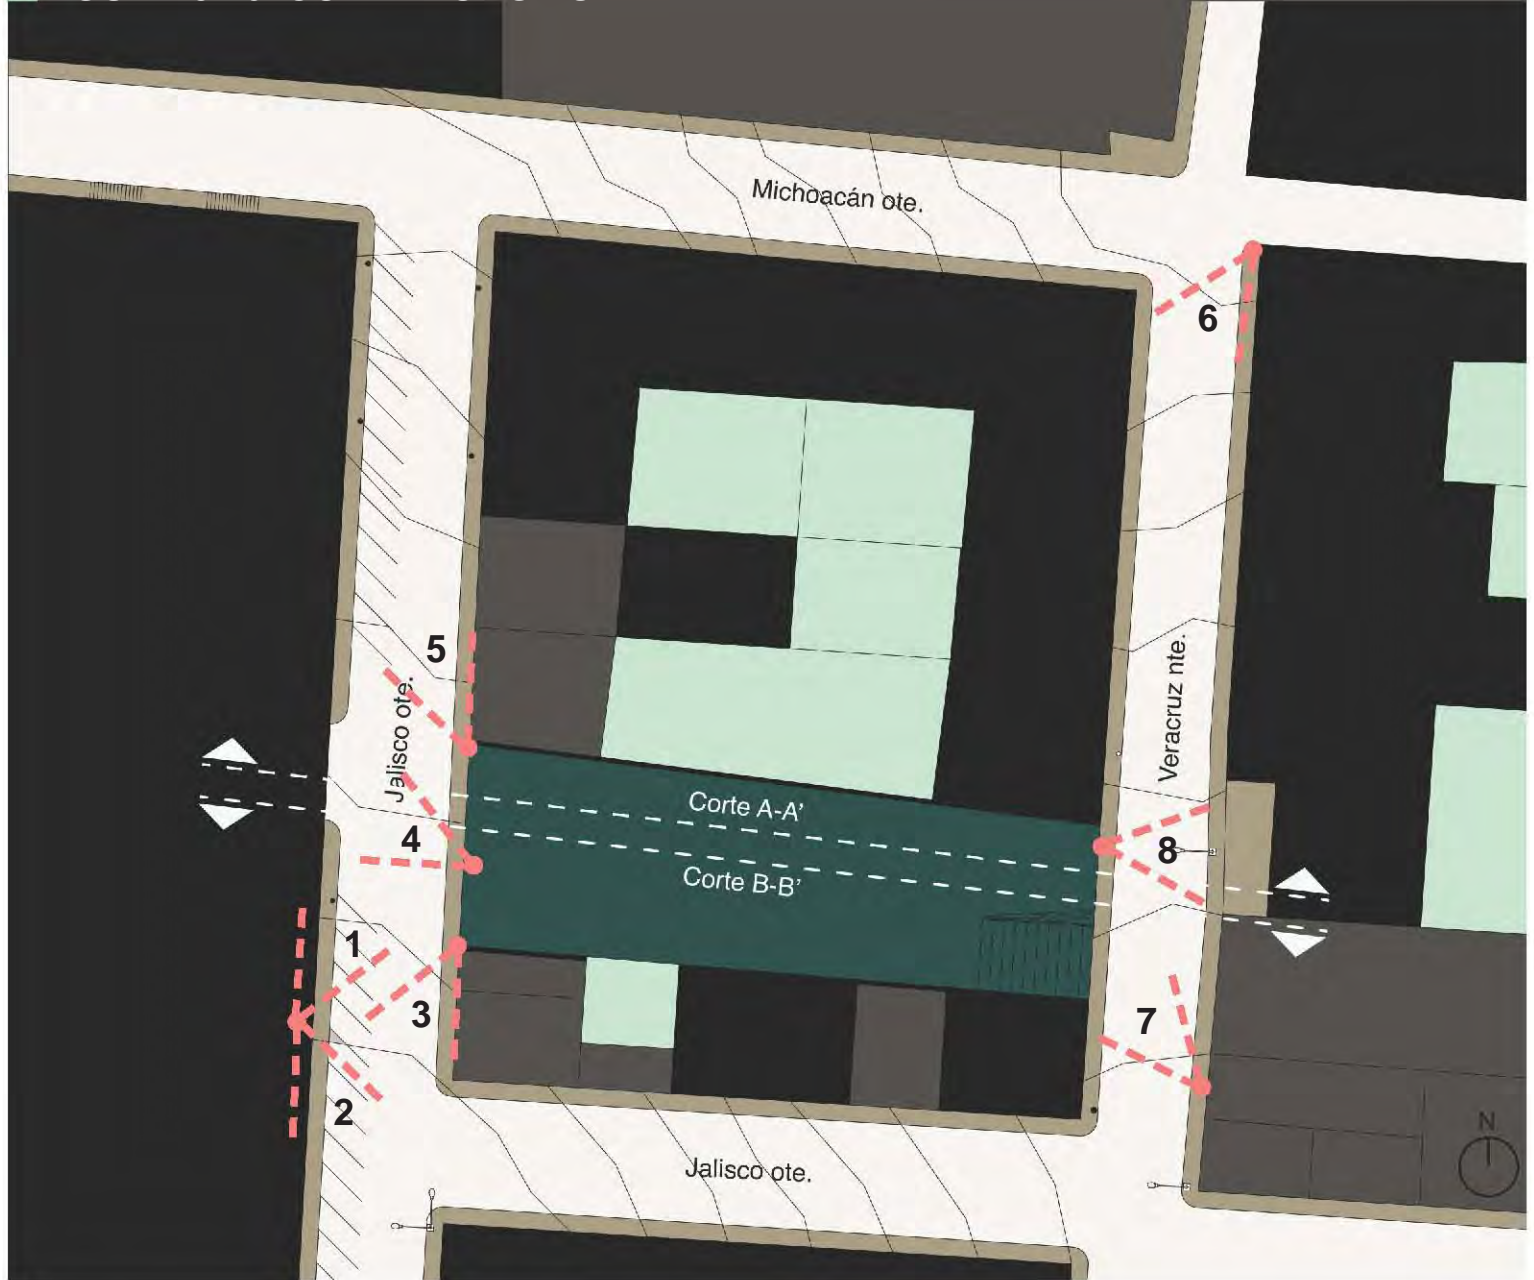 Michoacán ote.
6
5
Jalisco ote.
Veracruz nte.
Corte A-A'
4
8
Corte B-B'
1
3
7
2
N
Jalisco ote.